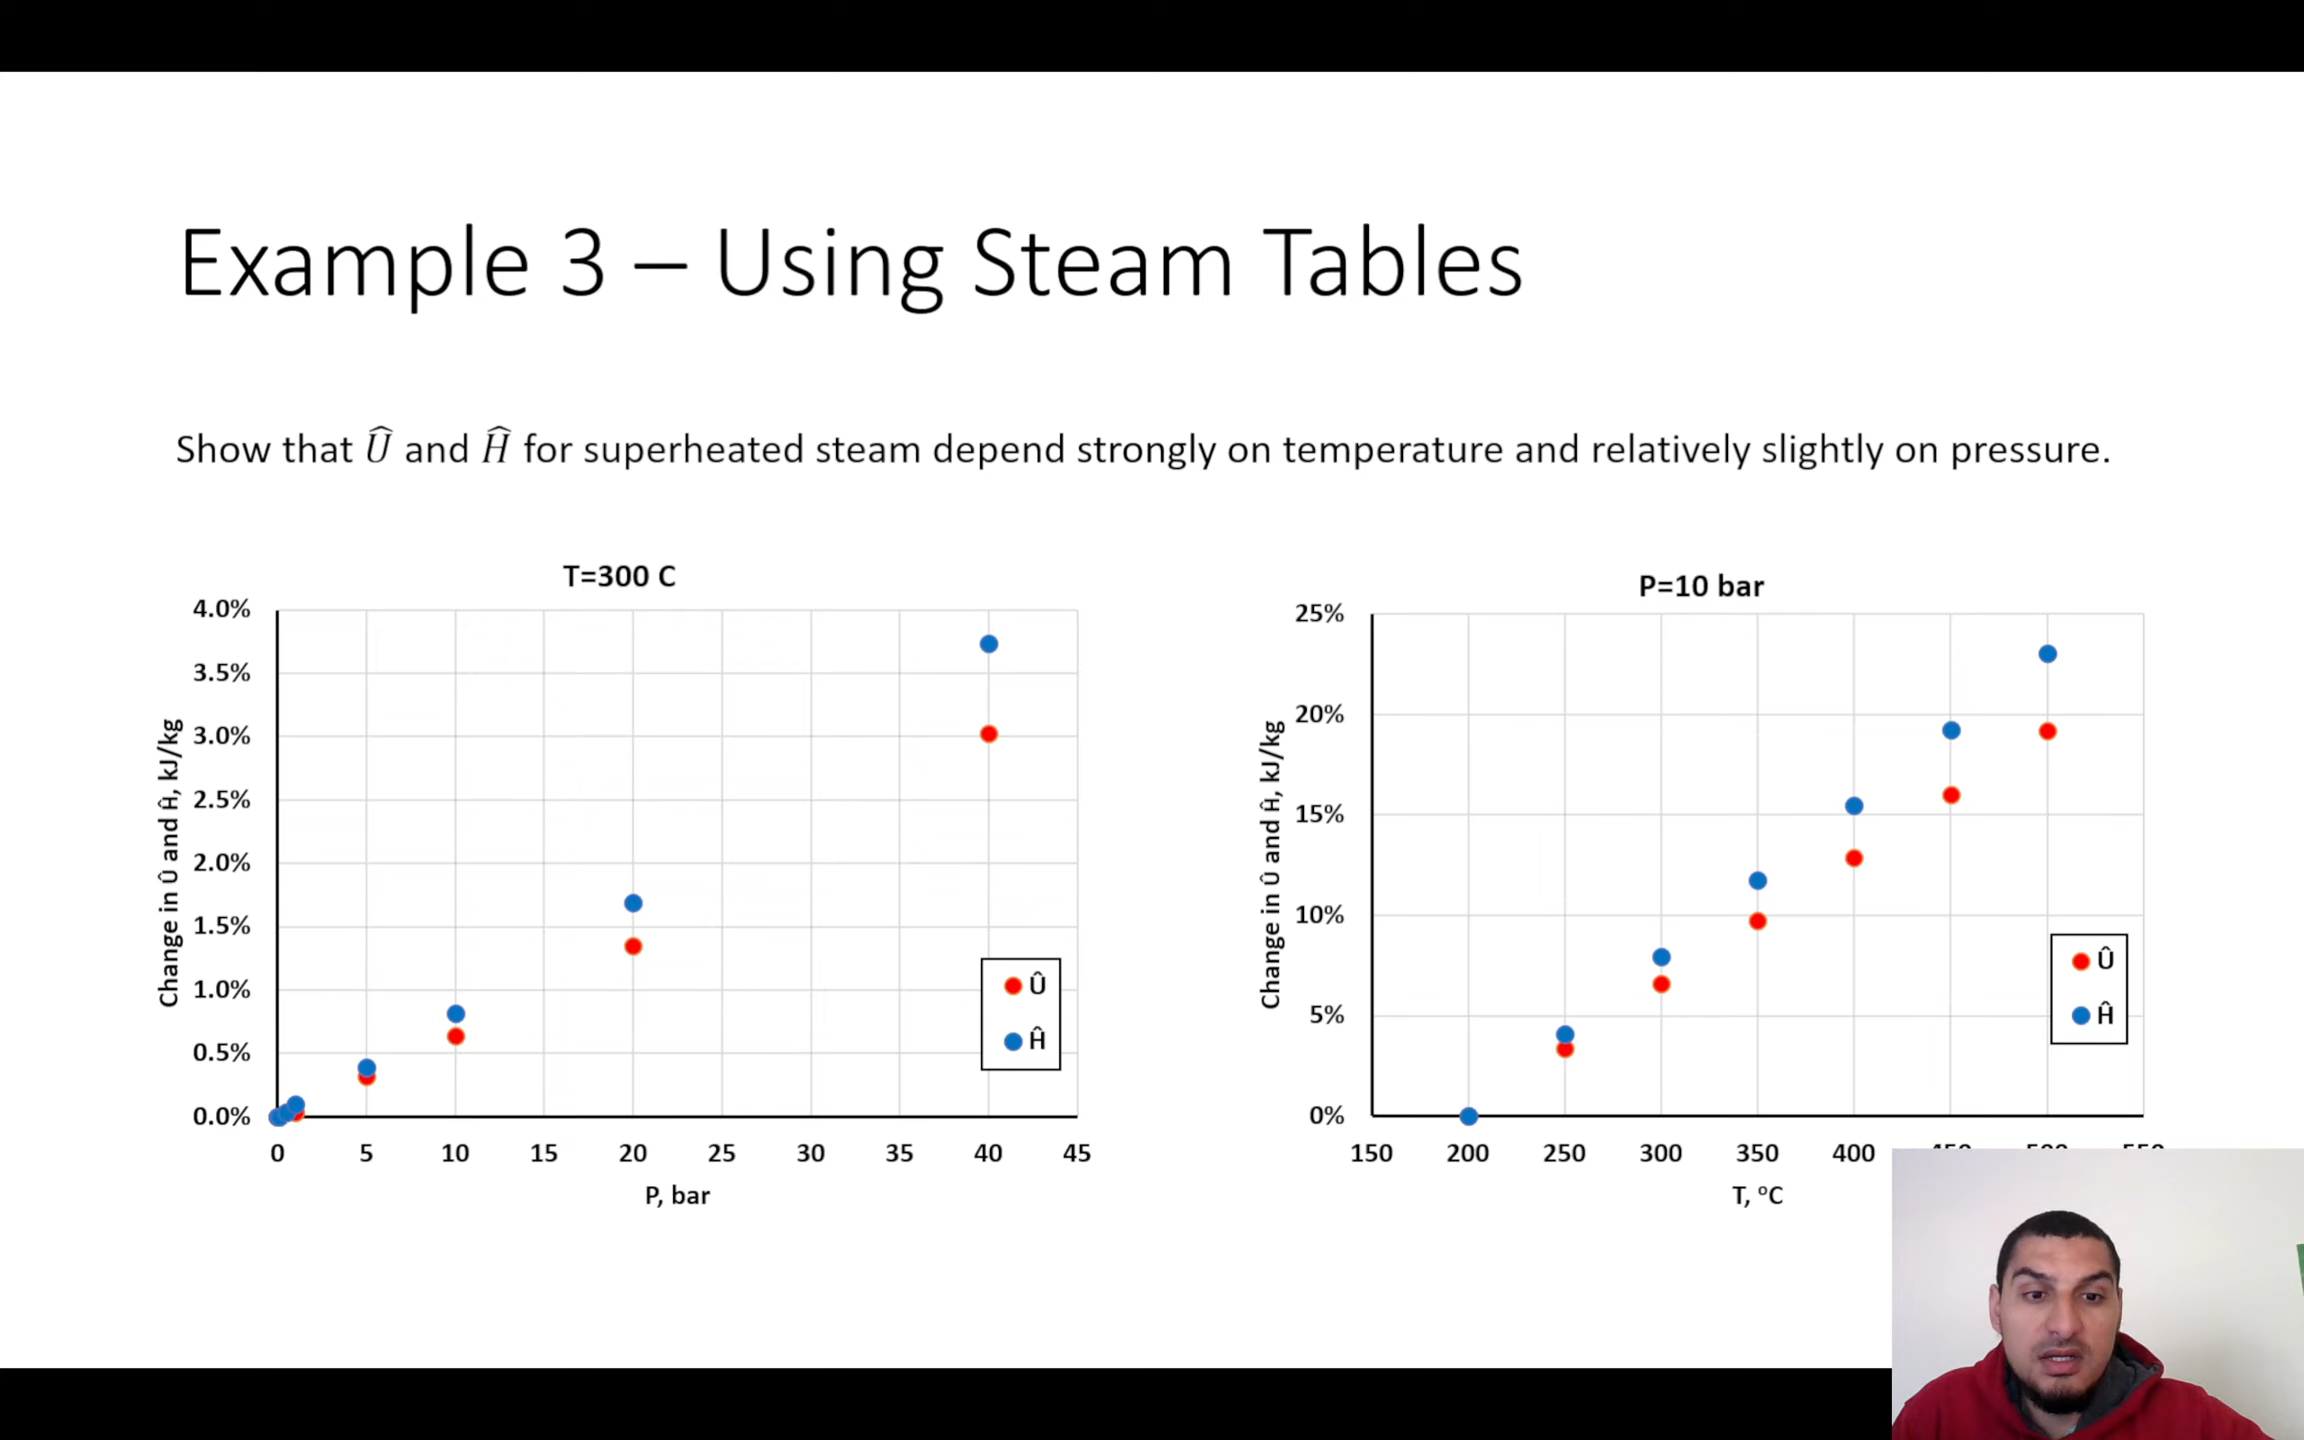 Example 3 – Using Steam Tables
Show that Û and Ĥ for superheated steam depend strongly on temperature and relatively slightly on pressure.
T=300 C
4.0%
3.5%
3.0%
2.5%
2.0%
1.5%
1.0%
0.5%
0.0%
Change in Û and Ĥ, kJ/kg
0 5 10 15 20 25 30 35 40 45
P, bar
Û
Ĥ
P=10 bar
25%
20%
15%
10%
5%
0%
Change in Û and Ĥ, kJ/kg
150 200 250 300 350 400
T, °C
Û
Ĥ